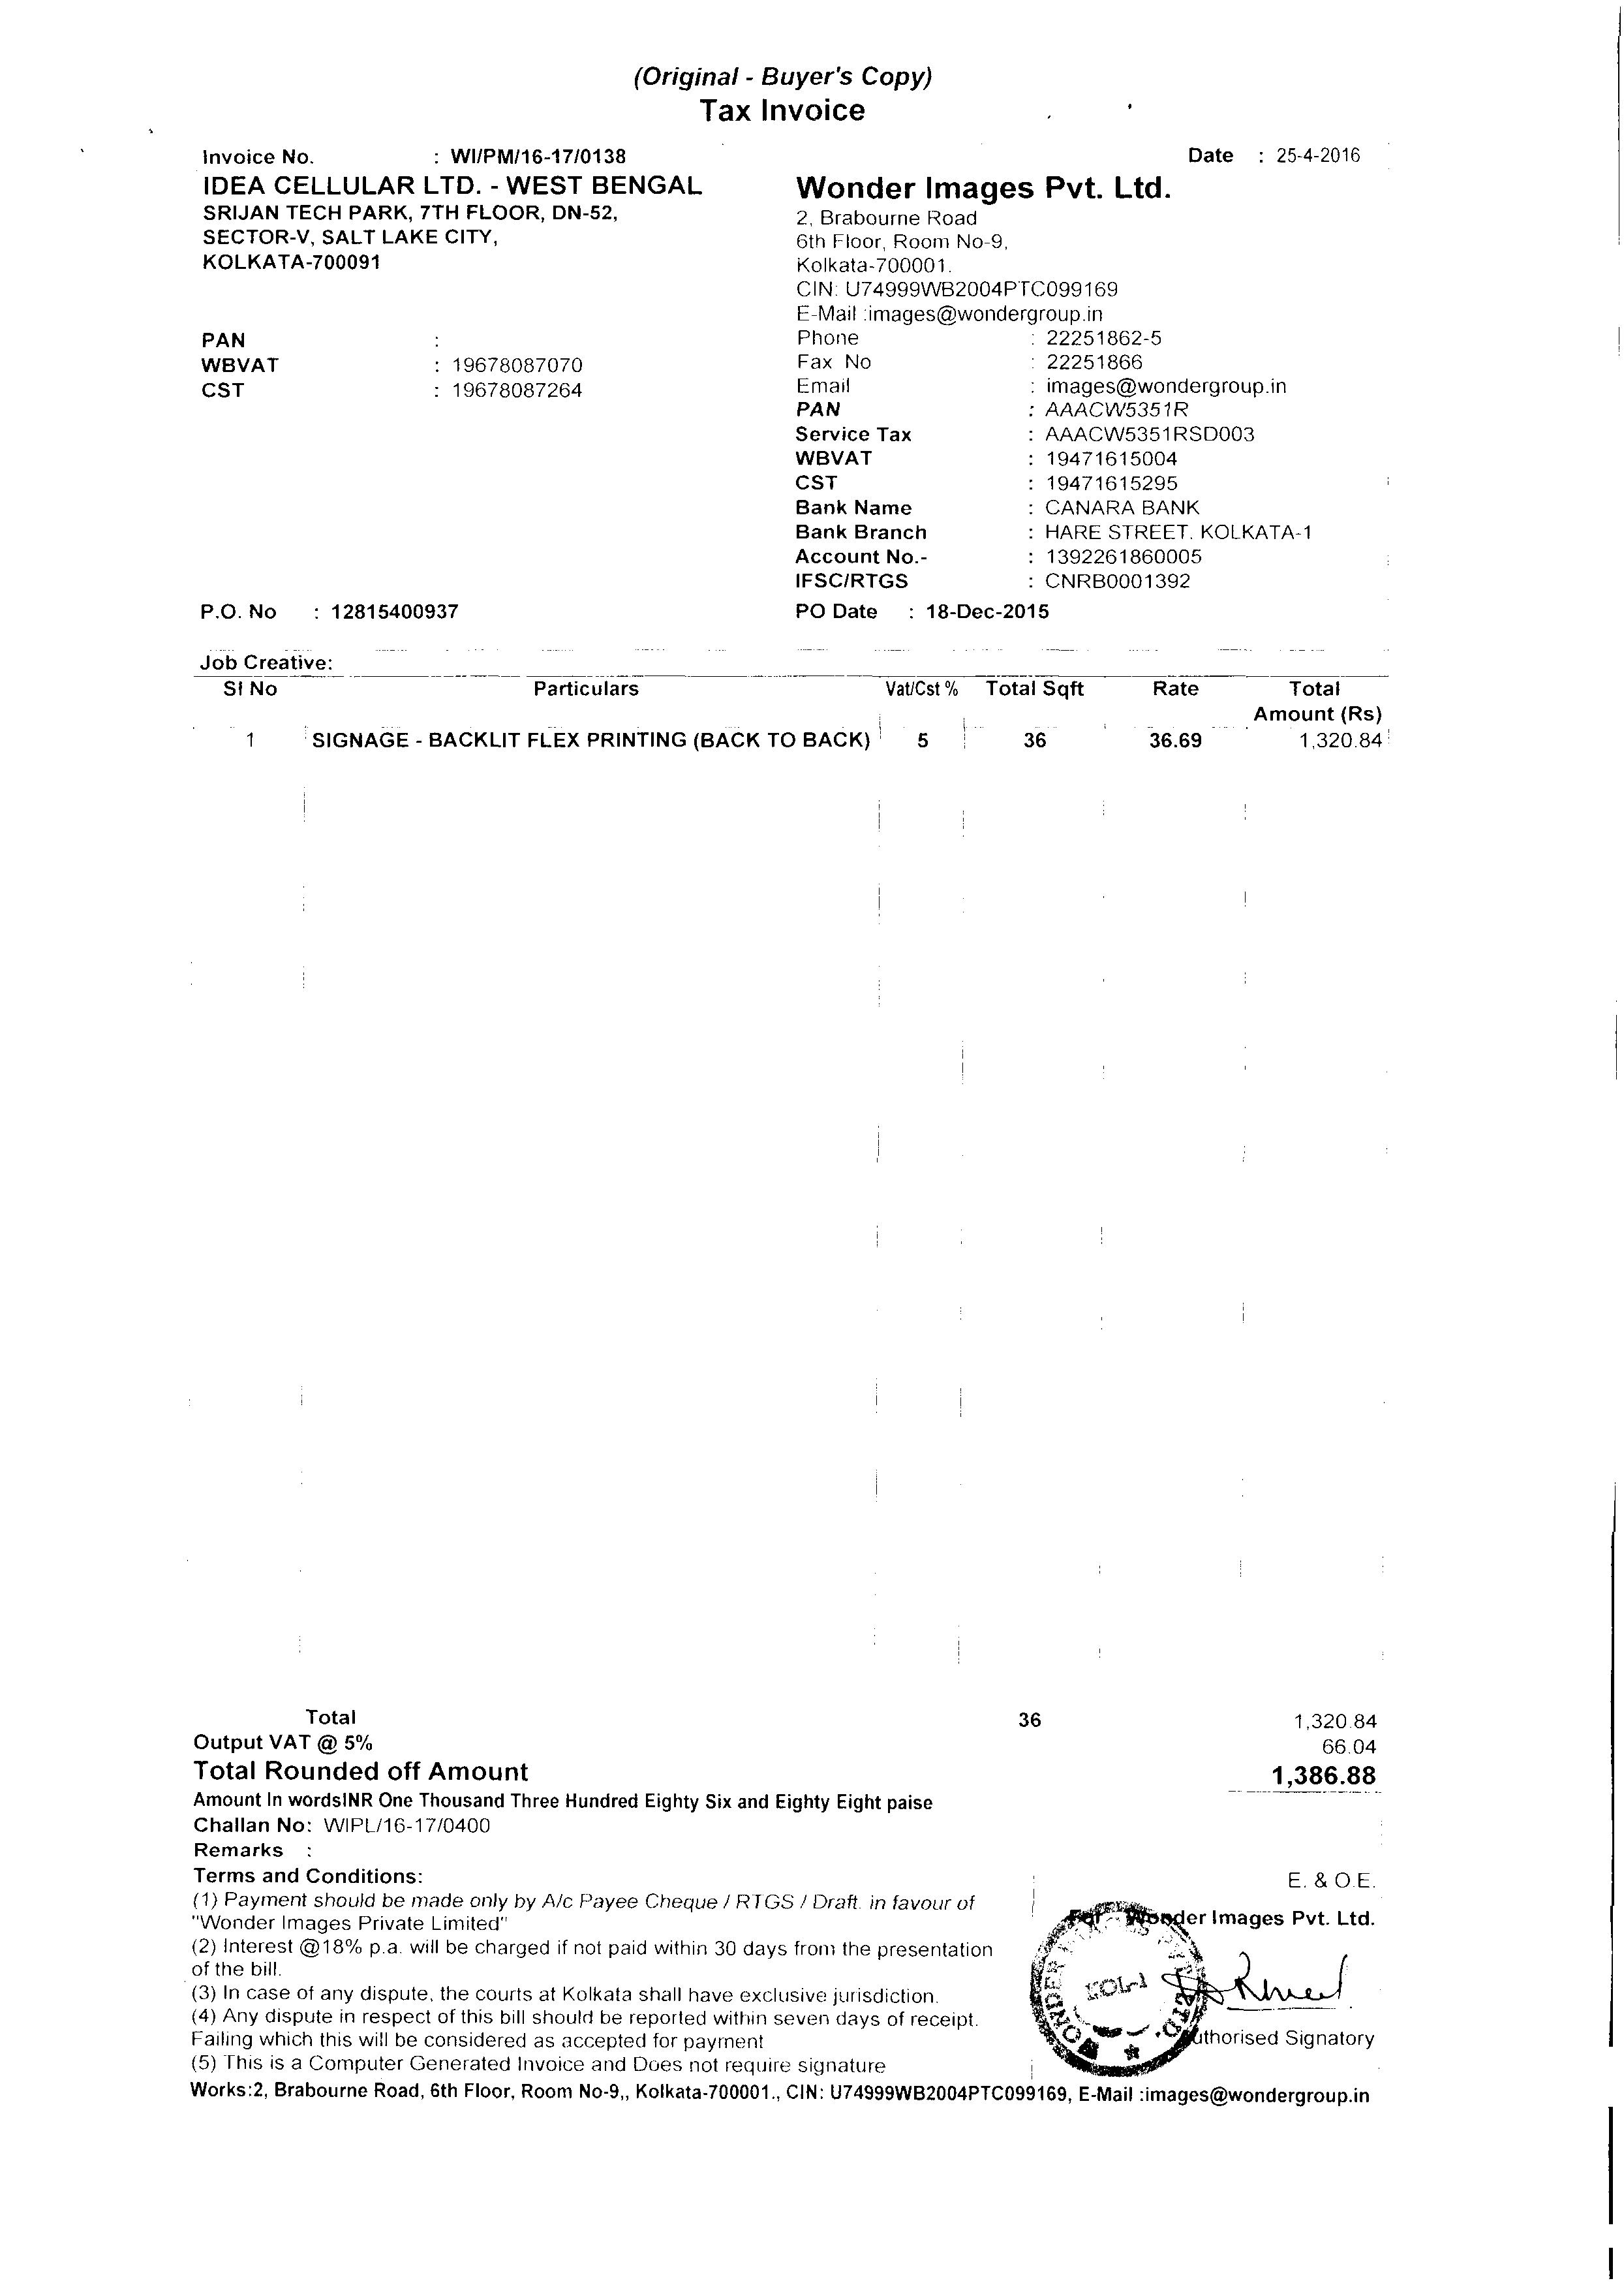 (Original - Buyer's Copy)
Tax Invoice
Invoice No. : WI/PM/16-17/0138
Date : 25-4-2016
IDEA CELLULAR LTD. - WEST BENGAL
SRIJAN TECH PARK, 7TH FLOOR, DN-52,
SECTOR-V, SALT LAKE CITY,
KOLKATA-700091
PAN :
WBVAT : 19678087070
CST : 19678087264
Wonder Images Pvt. Ltd.
2, Brabourne Road
6th Floor, Room No-9,
Kolkata-700001.
CIN: U74999WB2004PTC099169
E-Mail :images@wondergroup.in
Phone : 22251862-5
Fax No : 22251866
Email : images@wondergroup.in
PAN : AAACW5351R
Service Tax : AAACW5351RSD003
WBVAT : 19471615004
CST : 19471615295
Bank Name : CANARA BANK
Bank Branch : HARE STREET, KOLKATA-1
Account No.- : 1392261860005
IFSC/RTGS : CNRB0001392
P.O. No : 12815400937
PO Date : 18-Dec-2015
Job Creative:
Sl No Particulars Vat/Cst % Total Sqft Rate Total
Amount (Rs)
1 SIGNAGE - BACKLIT FLEX PRINTING (BACK TO BACK) 5 36 36.69 1,320.84
Total 36 1,320.84
Output VAT @ 5% 66.04
Total Rounded off Amount 1,386.88
Amount In wordsINR One Thousand Three Hundred Eighty Six and Eighty Eight paise
Challan No: WIPL/16-17/0400
Remarks :
Terms and Conditions:
E. & O.E.
(1) Payment should be made only by A/c Payee Cheque / RTGS / Draft. in favour of
"Wonder Images Private Limited"
(2) Interest @18% p.a. will be charged if not paid within 30 days from the presentation
of the bill.
(3) In case of any dispute, the courts at Kolkata shall have exclusive jurisdiction.
(4) Any dispute in respect of this bill should be reported within seven days of receipt.
Failing which this will be considered as accepted for payment
(5) This is a Computer Generated Invoice and Does not require signature
For - Wonder Images Pvt. Ltd.
KOL-1
Authorised Signatory
Works:2, Brabourne Road, 6th Floor, Room No-9,, Kolkata-700001., CIN: U74999WB2004PTC099169, E-Mail :images@wondergroup.in